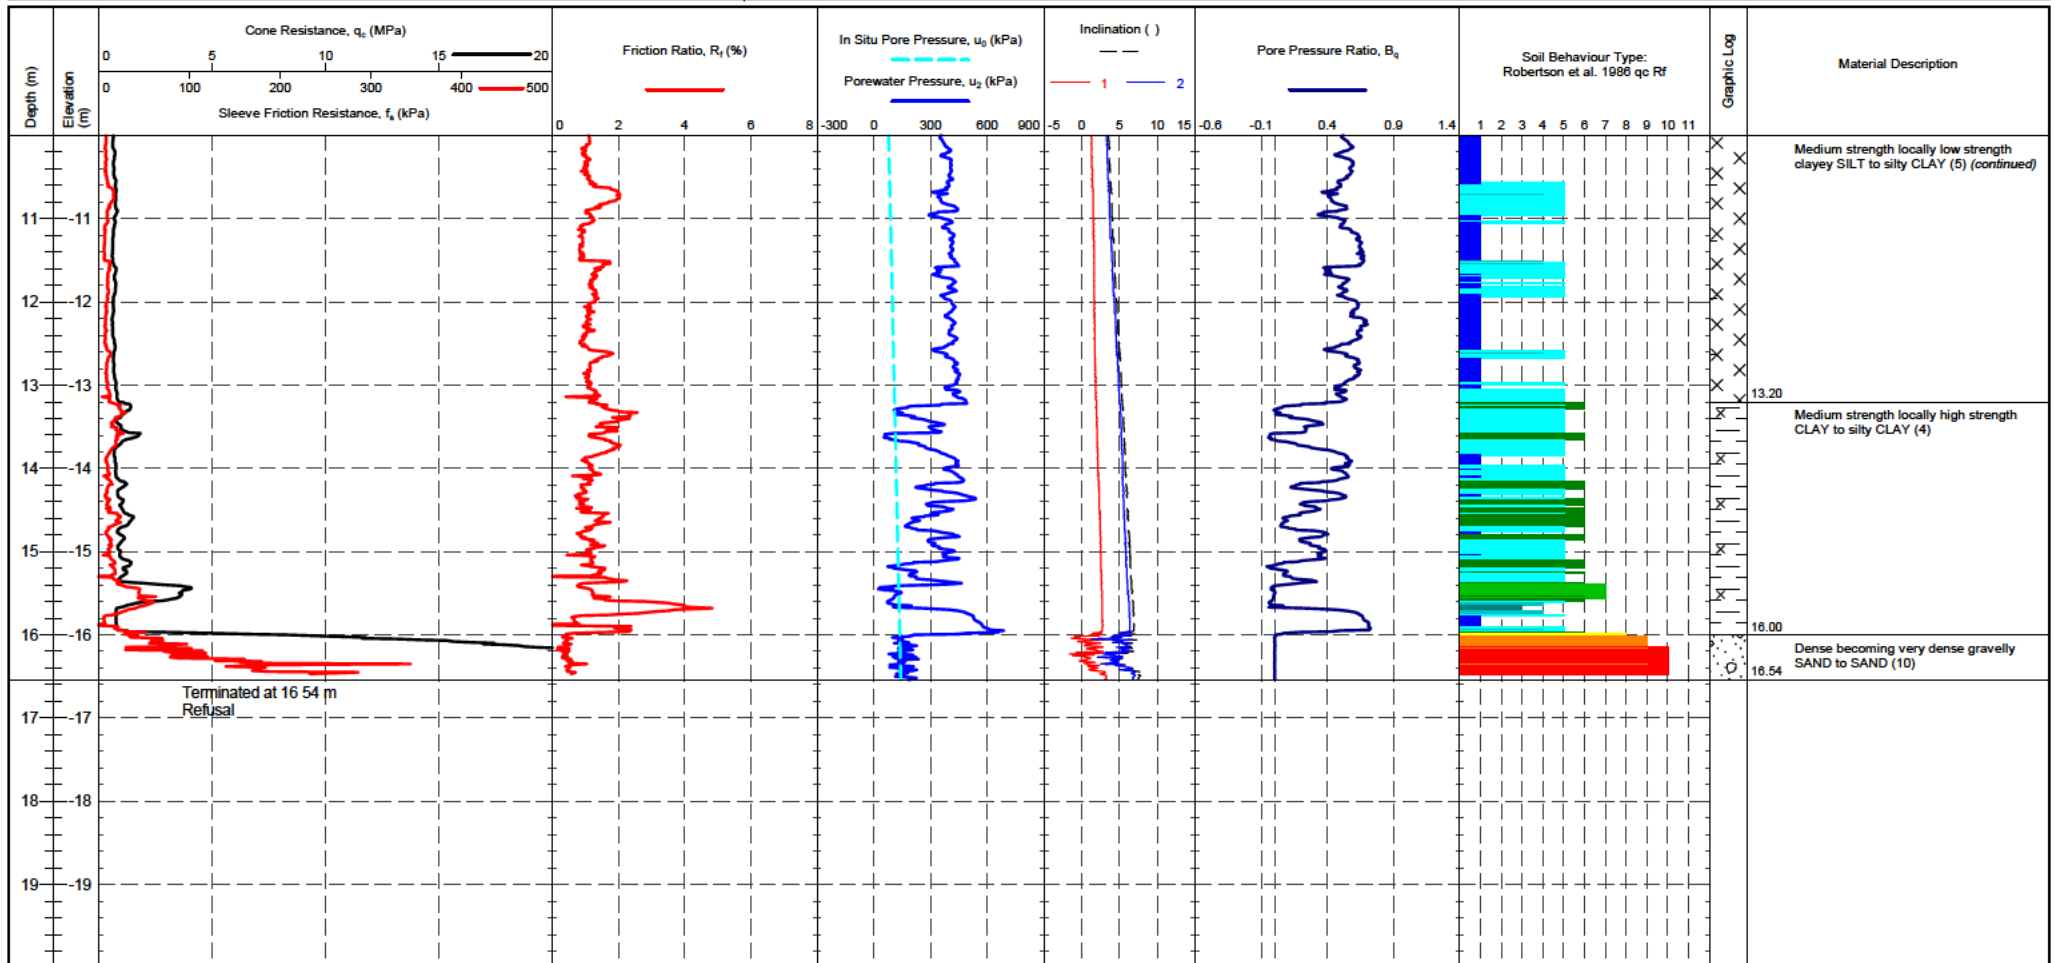 Depth (m)
Elevation (m)
Cone Resistance, qc (MPa)
0 5 10 15 20
0 100 200 300 400 500
Sleeve Friction Resistance, fs (kPa)
Friction Ratio, Rf (%)
0 2 4 6 8
In Situ Pore Pressure, u0 (kPa)
Porewater Pressure, u2 (kPa)
-300 0 300 600 900
Inclination ( )
1 2
-5 0 5 10 15
Pore Pressure Ratio, Bq
-0.6 -0.1 0.4 0.9 1.4
Soil Behaviour Type:
Robertson et al. 1986 qc Rf
1 2 3 4 5 6 7 8 9 10 11
Graphic Log
Material Description
Medium strength locally low strength
clayey SILT to silty CLAY (5) (continued)
11 -11
12 -12
13 -13
13.20
Medium strength locally high strength
CLAY to silty CLAY (4)
14 -14
15 -15
16 -16
16.00
Dense becoming very dense gravelly
SAND to SAND (10)
16.54
Terminated at 16 54 m
Refusal
17 -17
18 -18
19 -19